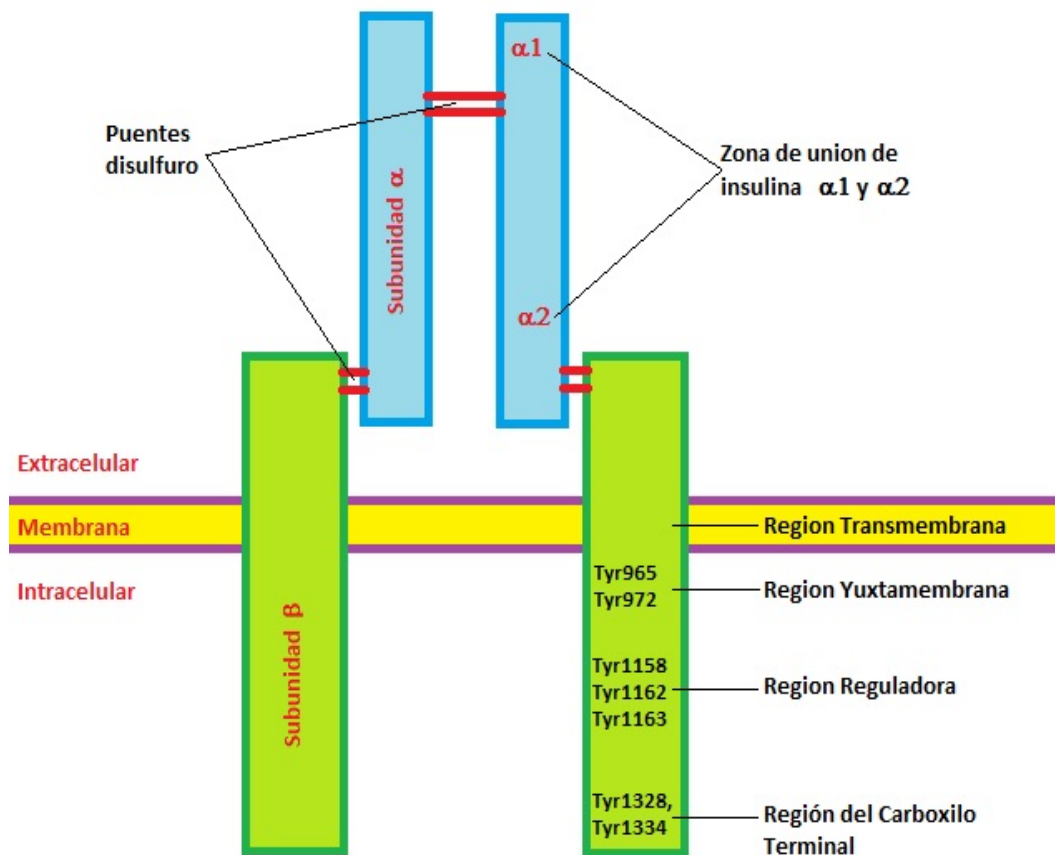 α1
Puentes
disulfuro
Zona de union de
insulina α1 y α2
Subunidad α
α2
Extracelular
Membrana
Region Transmembrana
Intracelular
Tyr965
Tyr972
Region Yuxtamembrana
Subunidad β
Tyr1158
Tyr1162
Tyr1163
Region Reguladora
Tyr1328,
Tyr1334
Región del Carboxilo
Terminal